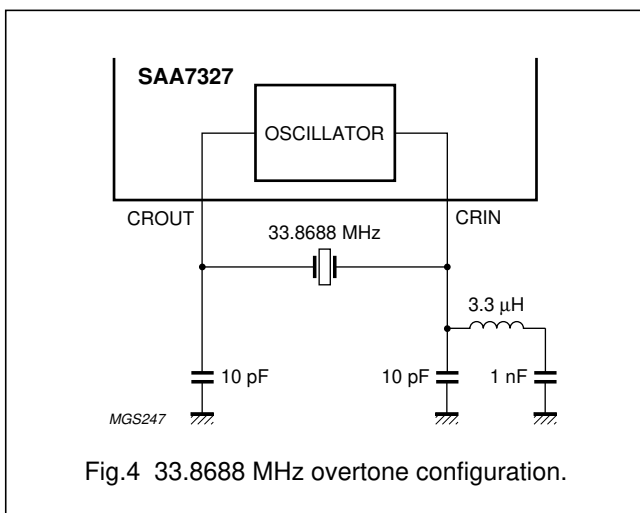 SAA7327
OSCILLATOR
CROUT
CRIN
33.8688 MHz
3.3 μH
10 pF
10 pF
1 nF
MGS247
Fig.4 33.8688 MHz overtone configuration.